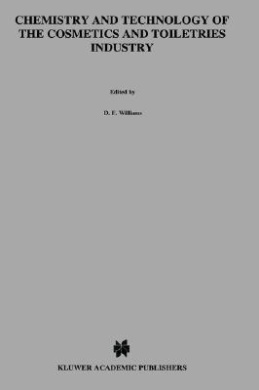 CHEMISTRY AND TECHNOLOGY OF
THE COSMETICS AND TOILETRIES
INDUSTRY
Edited by
D. F. Williams
KLUWER ACADEMIC PUBLISHERS